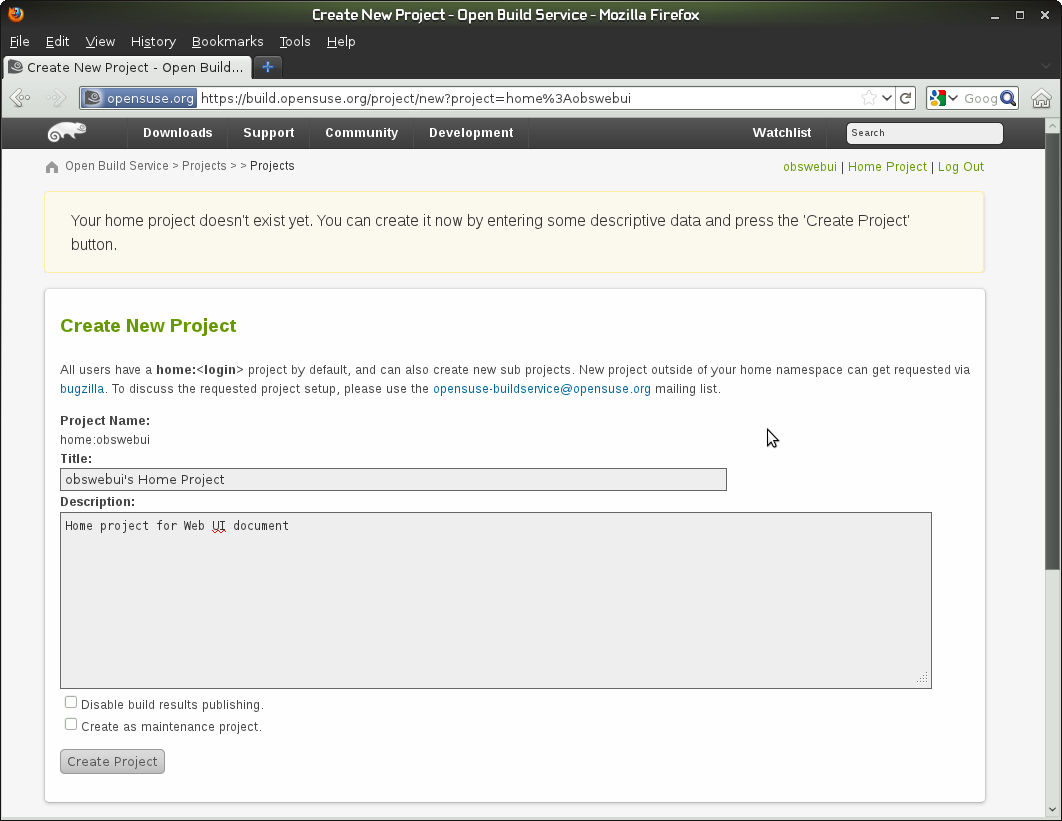 Create New Project - Open Build Service - Mozilla Firefox
File Edit View History Bookmarks Tools Help
Create New Project - Open Build...
opensuse.org https://build.opensuse.org/project/new?project=home%3Aobswebui Goog
Downloads Support Community Development Watchlist Search
Open Build Service > Projects > > Projects obswebui | Home Project | Log Out
Your home project doesn't exist yet. You can create it now by entering some descriptive data and press the 'Create Project'
button.
Create New Project
All users have a home:<login> project by default, and can also create new sub projects. New project outside of your home namespace can get requested via
bugzilla. To discuss the requested project setup, please use the opensuse-buildservice@opensuse.org mailing list.
Project Name:
home:obswebui
Title:
obswebui's Home Project
Description:
Home project for Web UI document
Disable build results publishing.
Create as maintenance project.
Create Project